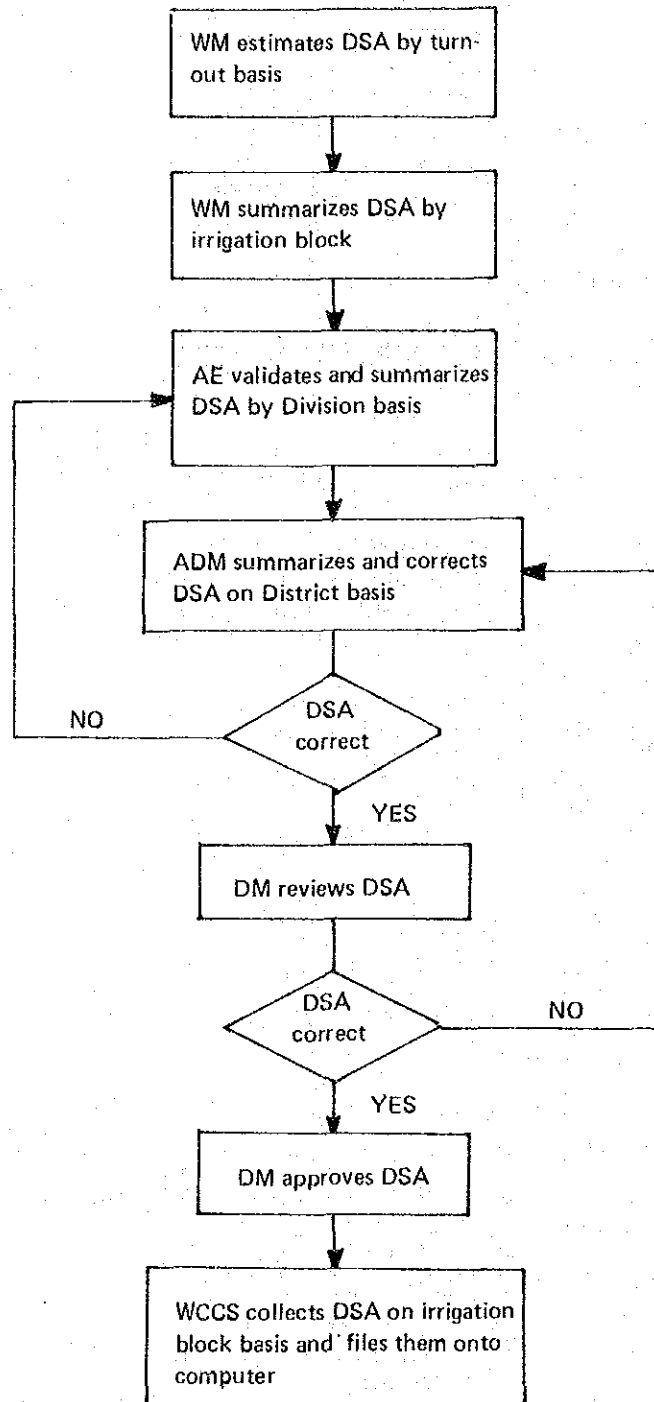 WM estimates DSA by turn-
out basis
WM summarizes DSA by
irrigation block
AE validates and summarizes
DSA by Division basis
ADM summarizes and corrects
DSA on District basis
NO
DSA
correct
YES
DM reviews DSA
DSA
correct
NO
YES
DM approves DSA
WCCS collects DSA on irrigation
block basis and files them onto
computer